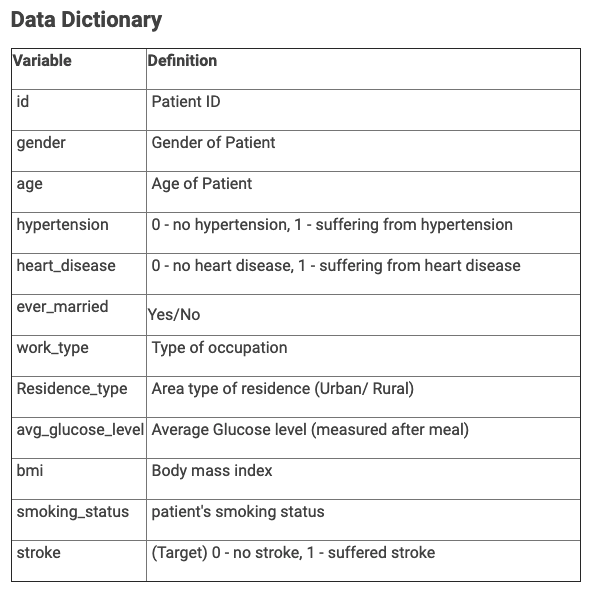 Data Dictionary
Variable Definition
id Patient ID
gender Gender of Patient
age Age of Patient
hypertension 0 - no hypertension, 1 - suffering from hypertension
heart_disease 0 - no heart disease, 1 - suffering from heart disease
ever_married Yes/No
work_type Type of occupation
Residence_type Area type of residence (Urban/ Rural)
avg_glucose_level Average Glucose level (measured after meal)
bmi Body mass index
smoking_status patient's smoking status
stroke (Target) 0 - no stroke, 1 - suffered stroke